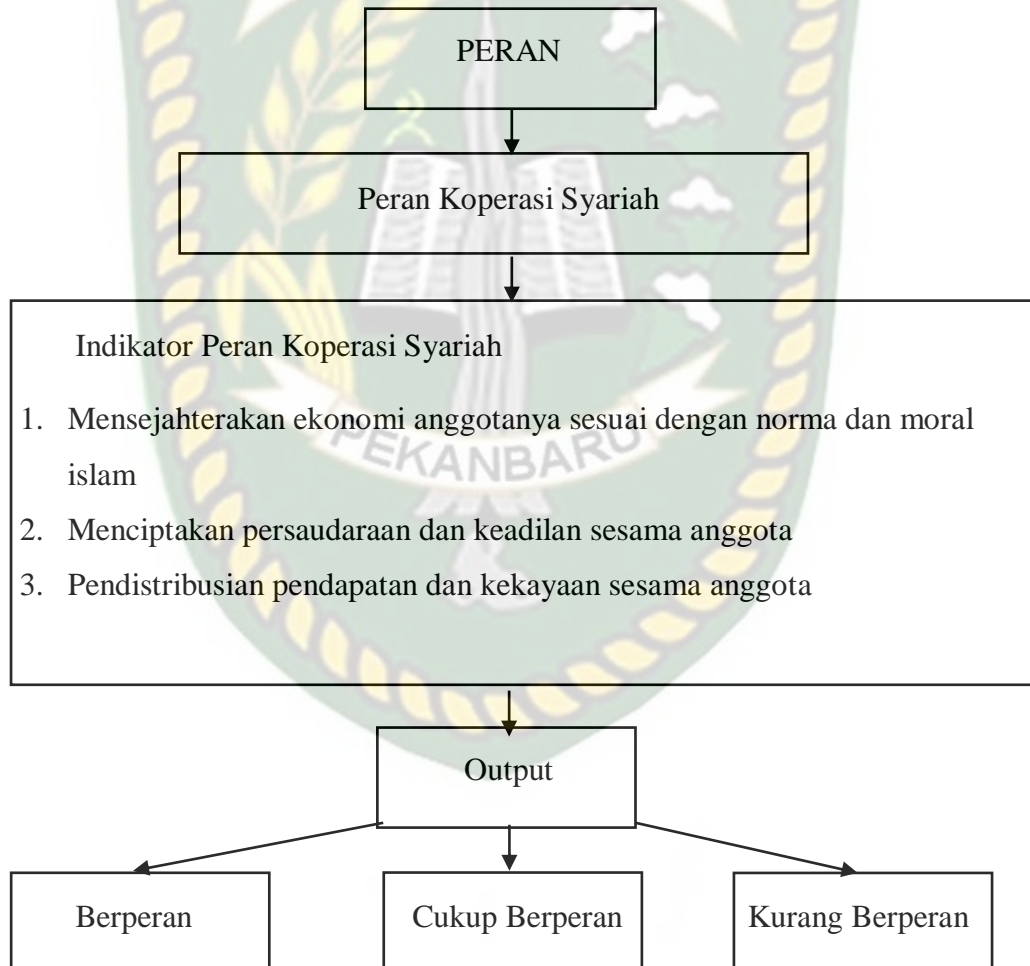 PERAN
Peran Koperasi Syariah
Indikator Peran Koperasi Syariah
1. Mensejahterakan ekonomi anggotanya sesuai dengan norma dan moral
islam
2. Menciptakan persaudaraan dan keadilan sesama anggota
3. Pendistribusian pendapatan dan kekayaan sesama anggota
PEKANBARU
Output
Berperan
Cukup Berperan
Kurang Berperan